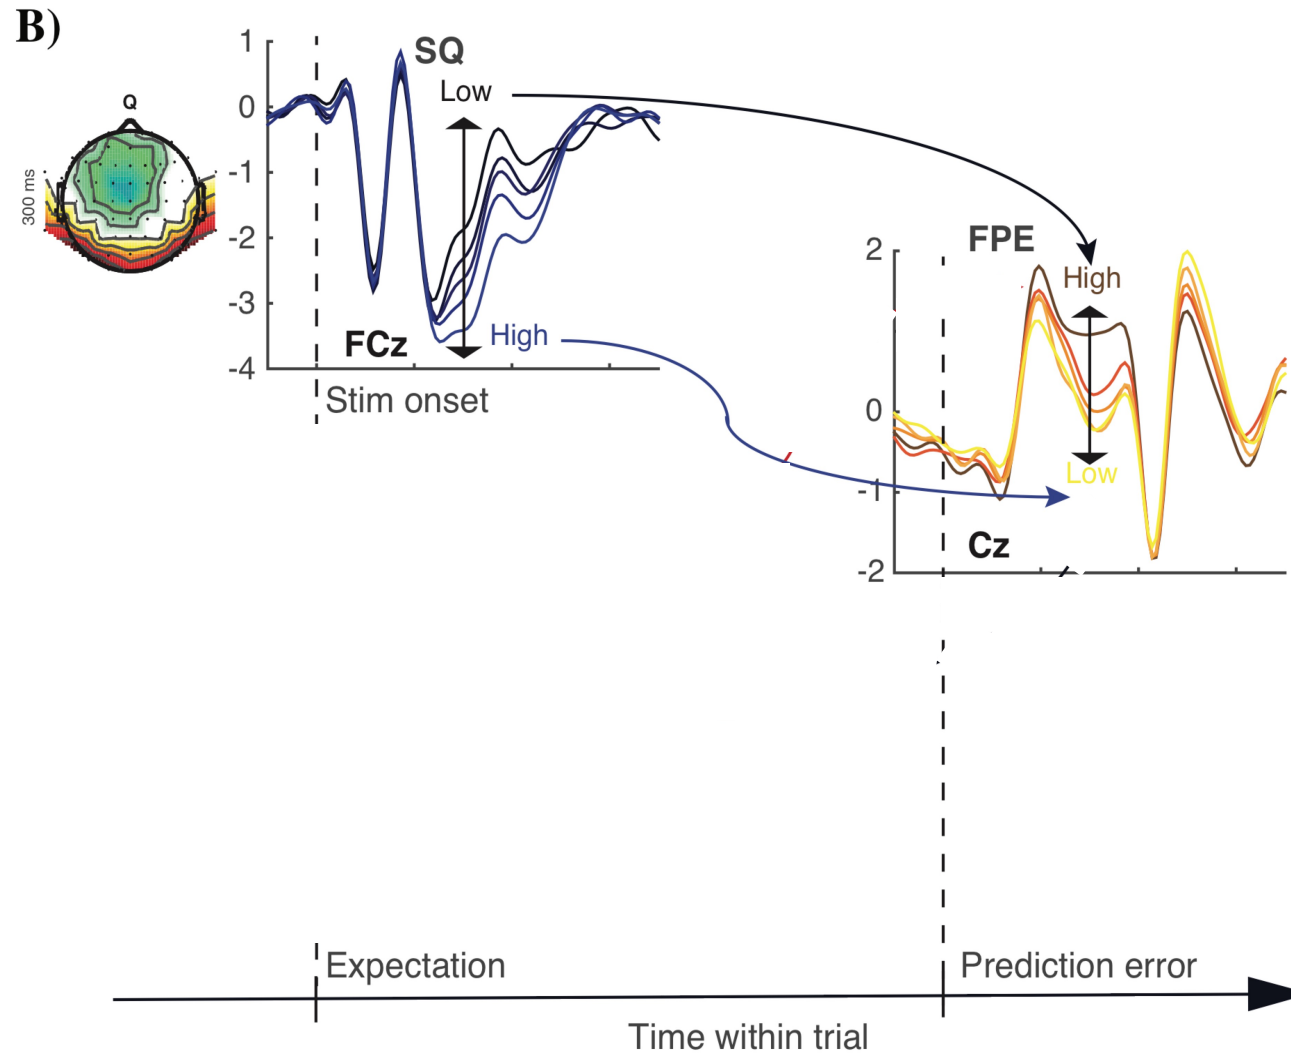 B)
Q
300 ms
1
0
-1
-2
-3
-4
SQ
Low
High
FCz
Stim onset
2
0
-1
-2
FPE
High
Low
Cz
Expectation
Prediction error
Time within trial